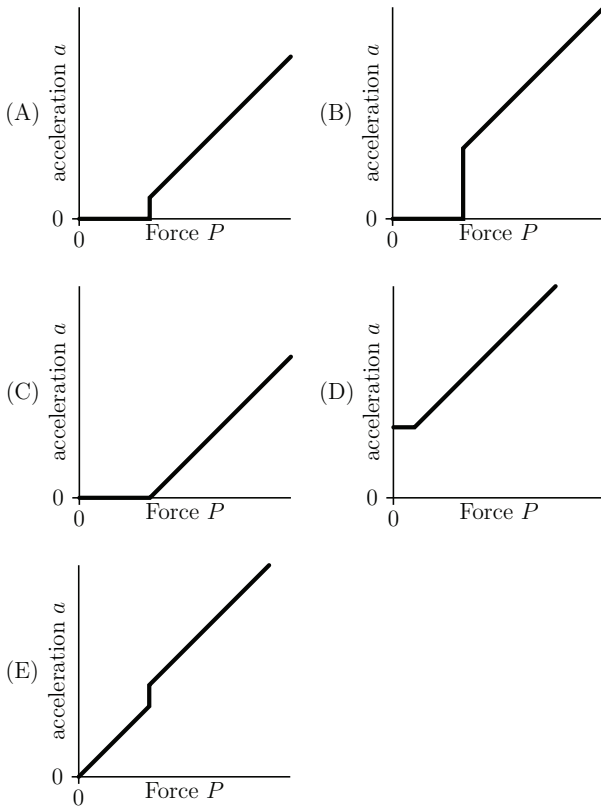 (A)
acceleration a
0
0
Force P
(B)
acceleration a
0
0
Force P
(C)
acceleration a
0
0
Force P
(D)
acceleration a
0
0
Force P
(E)
acceleration a
0
0
Force P